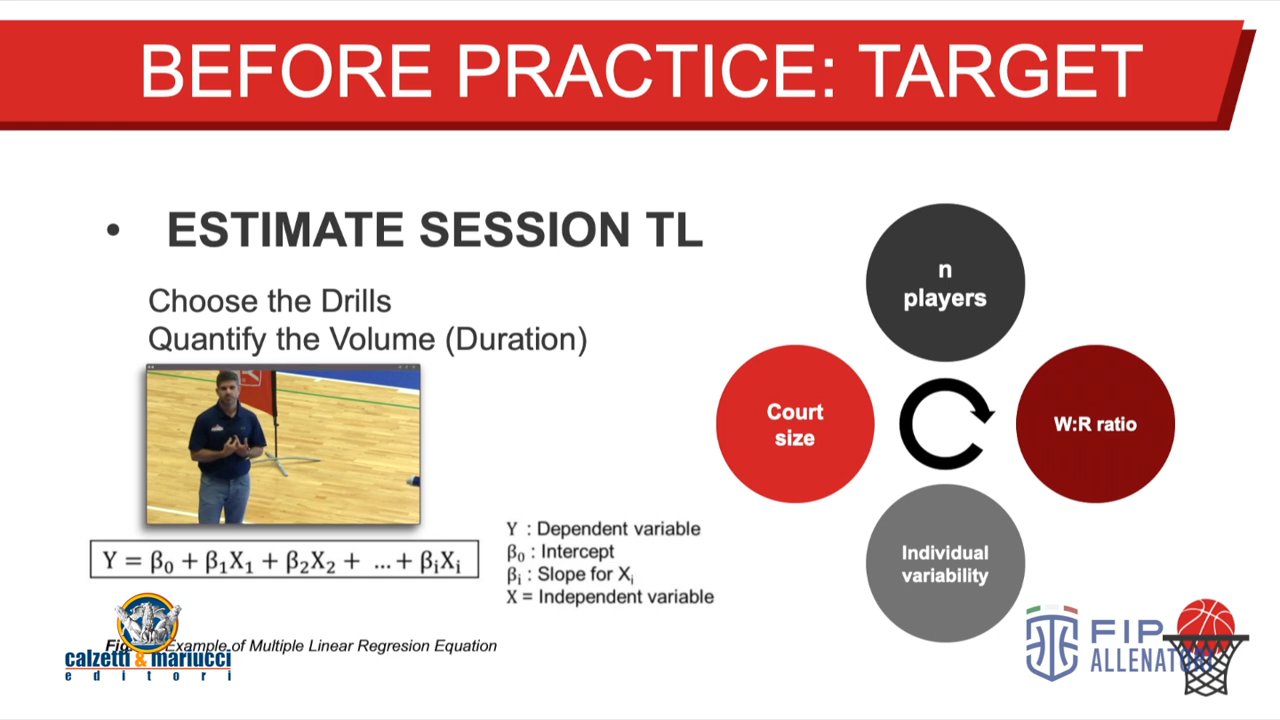 BEFORE PRACTICE: TARGET
• ESTIMATE SESSION TL
Choose the Drills
Quantify the Volume (Duration)
n
players
Court
size
W:R ratio
Individual
variability
Y = β₀ + β₁X₁ + β₂X₂ + ...+ βᵢXᵢ
Y : Dependent variable
β₀ : Intercept
βᵢ : Slope for Xᵢ
X = Independent variable
Example of Multiple Linear Regresion Equation
calzetti & mariucci
editori
FIP
ALLENATORI